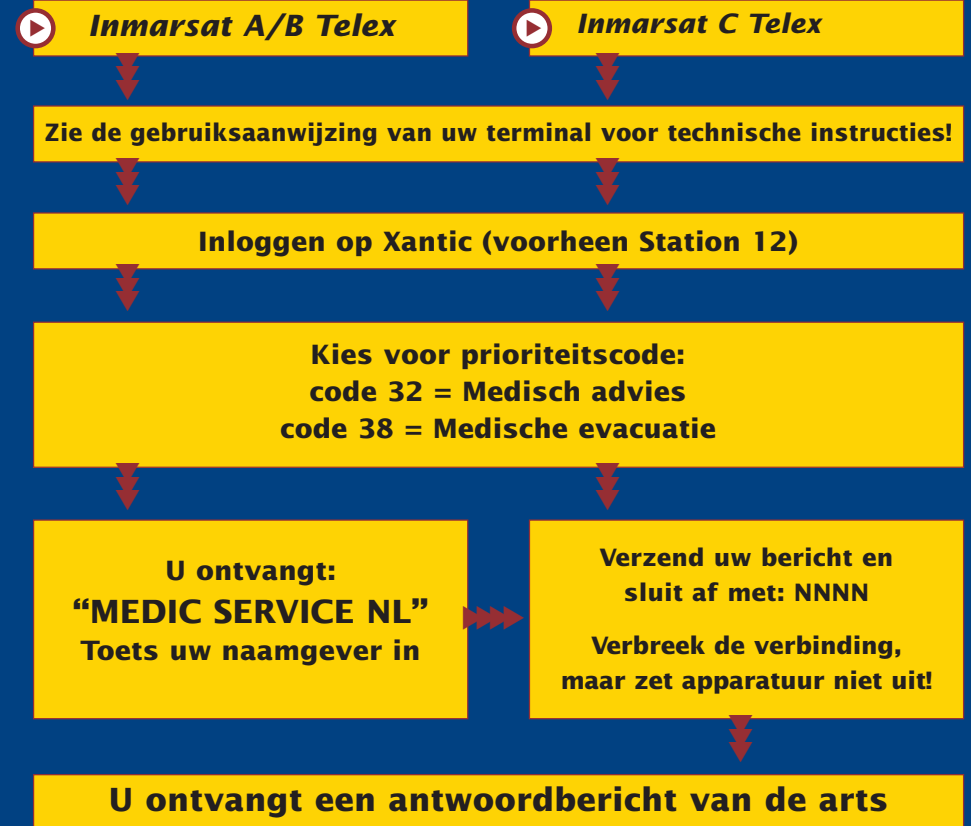 Inmarsat A/B Telex
Inmarsat C Telex
Zie de gebruiksaanwijzing van uw terminal voor technische instructies!
Inloggen op Xantic (voorheen Station 12)
Kies voor prioriteitscode:
code 32 = Medisch advies
code 38 = Medische evacuatie
U ontvangt:
“MEDIC SERVICE NL”
Toets uw naamgever in
Verzend uw bericht en
sluit af met: NNNN
Verbreek de verbinding,
maar zet apparatuur niet uit!
U ontvangt een antwoordbericht van de arts